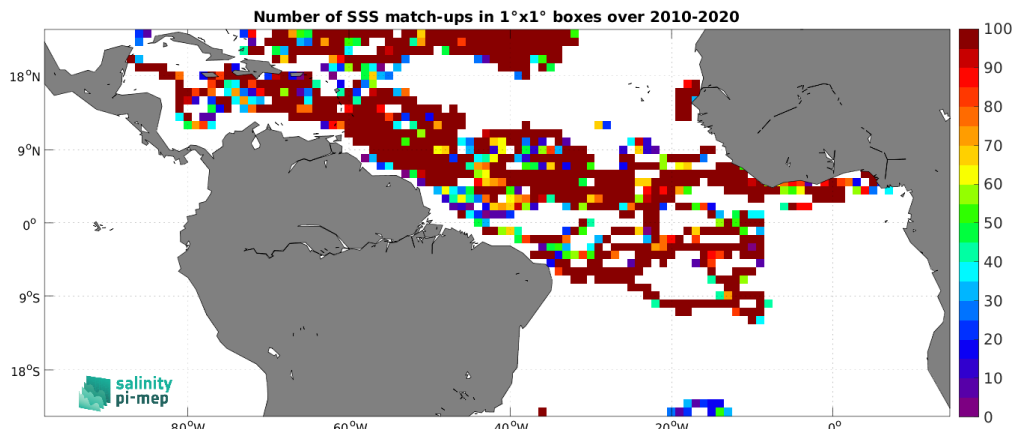 Number of SSS match-ups in 1°x1° boxes over 2010-2020
18°N
9°N
0°
9°S
18°S
80°W
60°W
40°W
20°W
0°
100
90
80
70
60
50
40
30
20
10
0
salinity
pi-mep